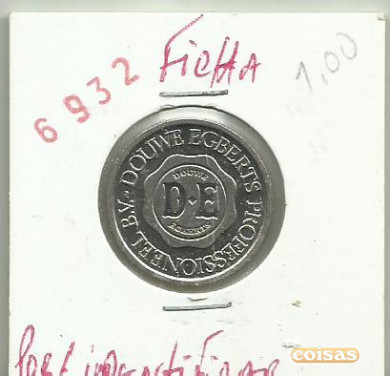 6932 Ficha 1,00
DOUWE EGBERTS PROFESSIONEEL B.V.
DOUWE
D·E
EGBERTS
coisas